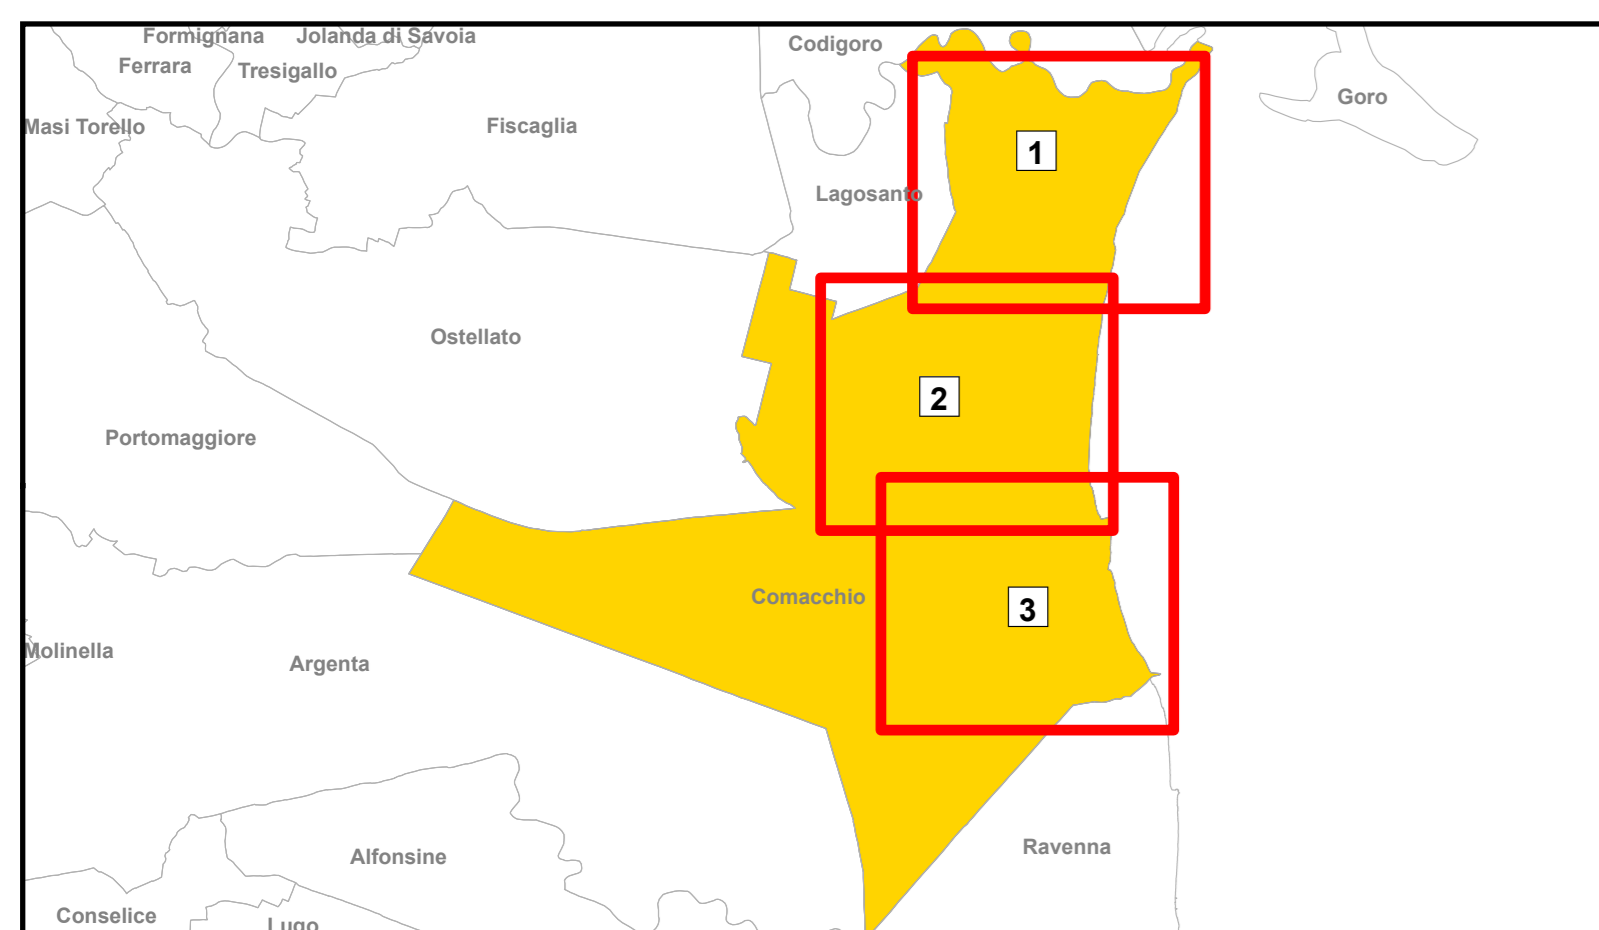 Formignana
Jolanda di Savoia
Codigoro
Ferrara
Tresigallo
Goro
Masi Torello
Fiscaglia
1
Lagosanto
Ostellato
2
Portomaggiore
Comacchio
3
Molinella
Argenta
Ravenna
Alfonsine
Conselice
Lugo